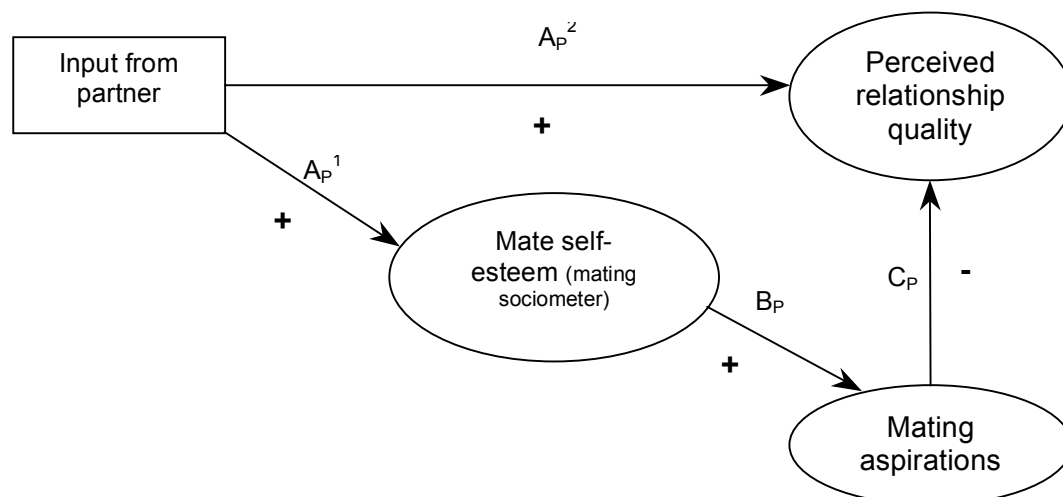 Input from
partner
A_P^2
+
Perceived
relationship
quality
A_P^1
+
Mate self-
esteem (mating
sociometer)
B_P
+
C_P
-
Mating
aspirations